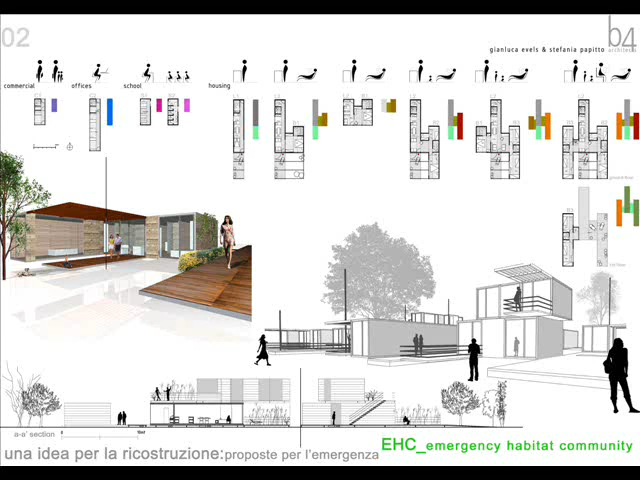 02
b4
architects
gianluca evels & stefania papitto
commercial
offices
school
housing
a-a' section
una idea per la ricostruzione:proposte per l'emergenza
EHC_emergency habitat community